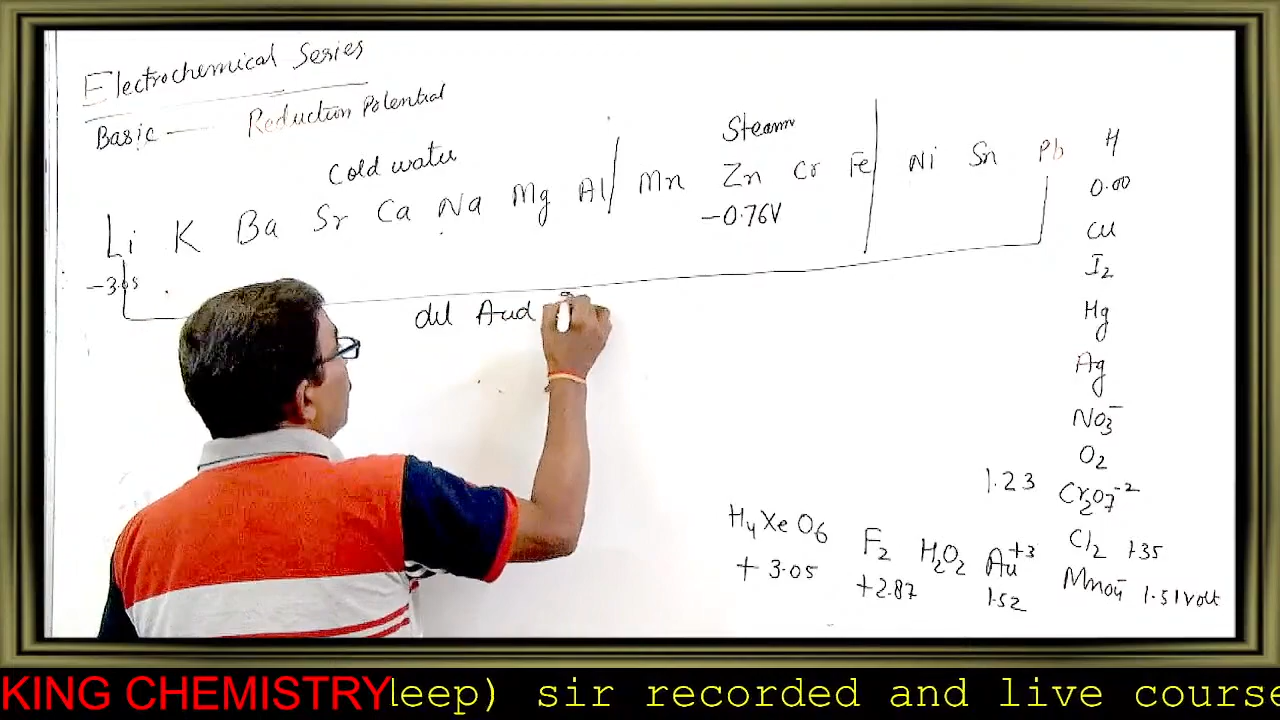 Electrochemical Series
Basic — Reduction Potential
Cold water
Steam
Li K Ba Sr Ca Na Mg Al / Mn Zn Cr Fe Ni Sn Pb H
-0.76V
0.00
Cu
-3.05
I2
dil Acid
Hg
Ag
NO3-
O2
1.23 Cr2O7-2
H4XeO6 F2 H2O2 Au+3 Cl2 1.35
+3.05 +2.87 1.52 MnO4- 1.51 volt
KING CHEMISTRY deep) sir recorded and live course